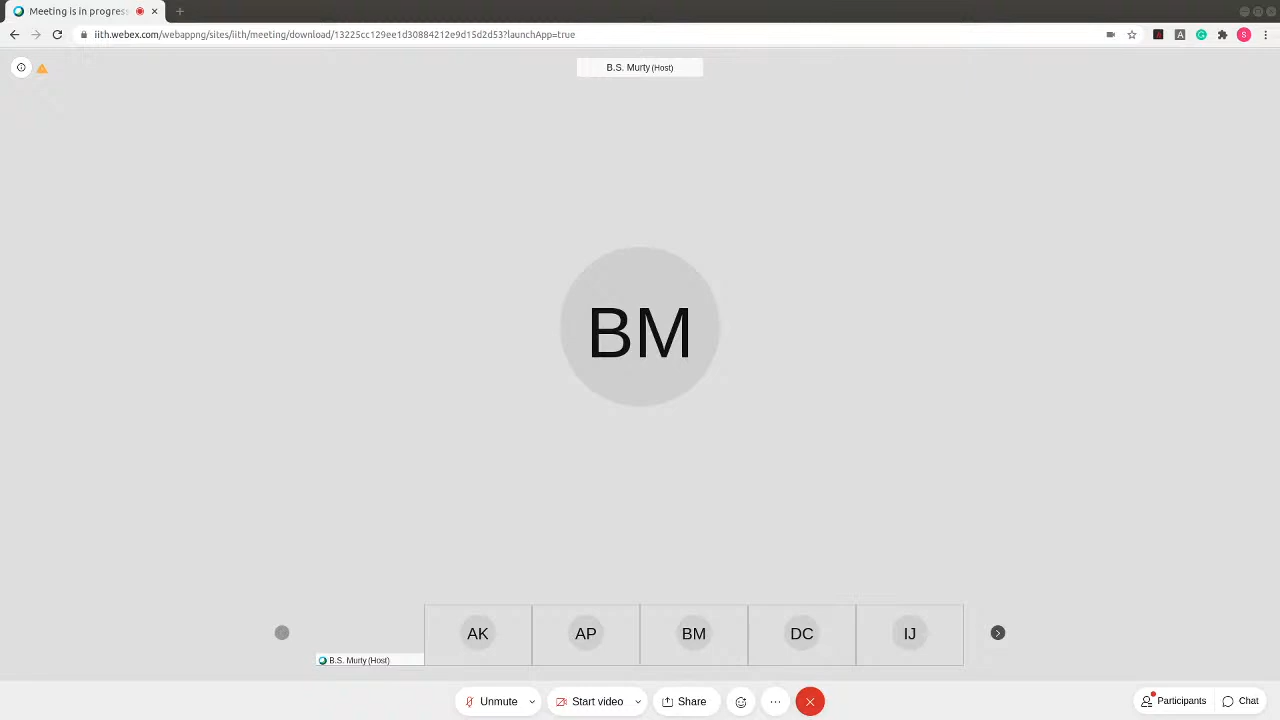 Meeting is in progress
iith.webex.com/webappng/sites/iith/meeting/download/13225cc129ee1d30884212e9d15d2d53?launchApp=true
A
S
B.S. Murty (Host)
BM
AK
AP
BM
DC
IJ
B.S. Murty (Host)
Unmute
Start video
Share
Participants
Chat